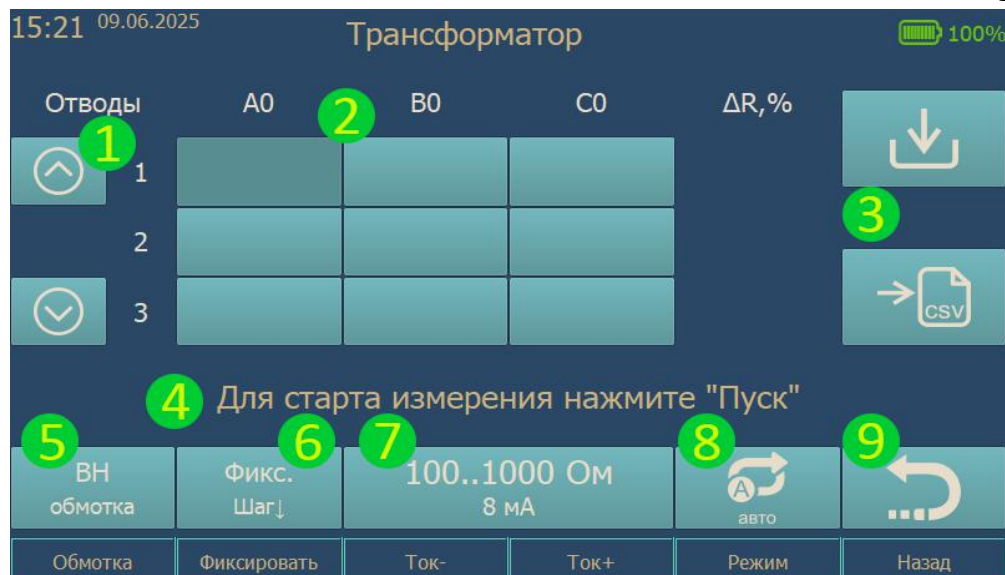 15:21 09.06.2025 Трансформатор 100%
Отводы A0 2 B0 C0 ΔR,%
1
1
3
2
3
CSV
4 Для старта измерения нажмите "Пуск"
5 6 7 8 9
ВН Фикс. 100..1000 Ом A
обмотка Шаг↓ 8 мА авто
Обмотка Фиксировать Ток- Ток+ Режим Назад